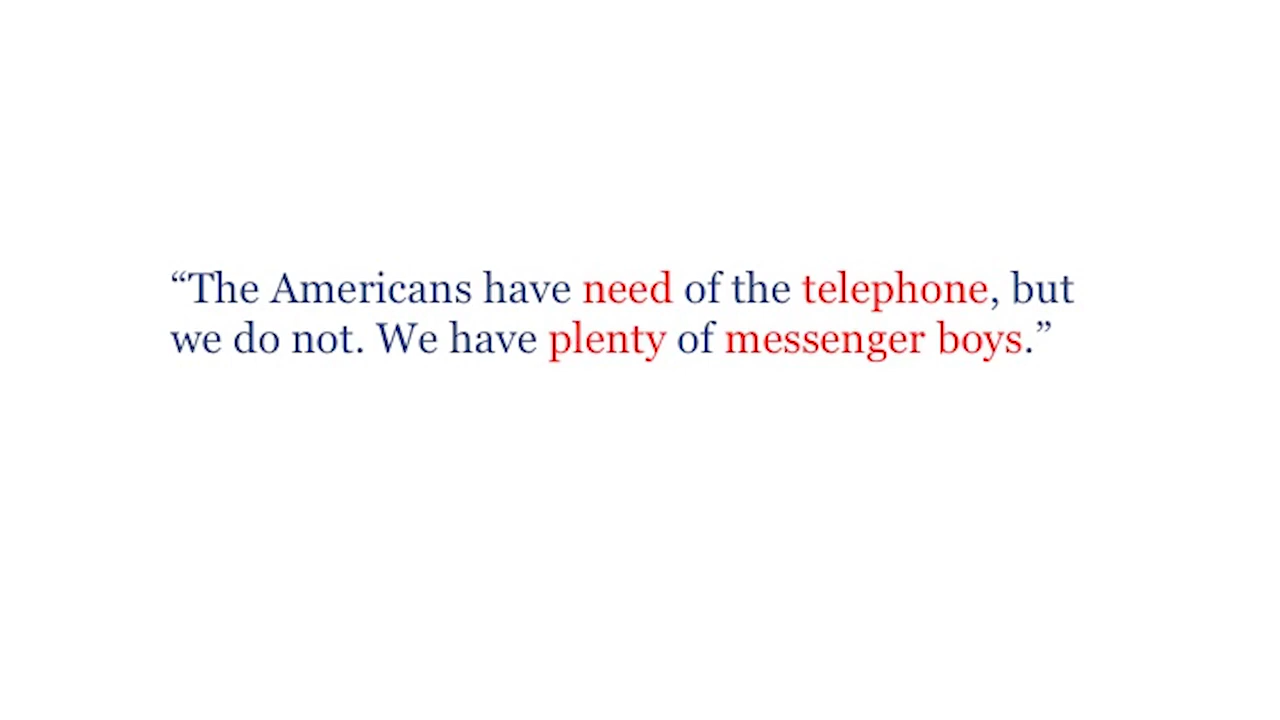 “The Americans have need of the telephone, but
we do not. We have plenty of messenger boys.”